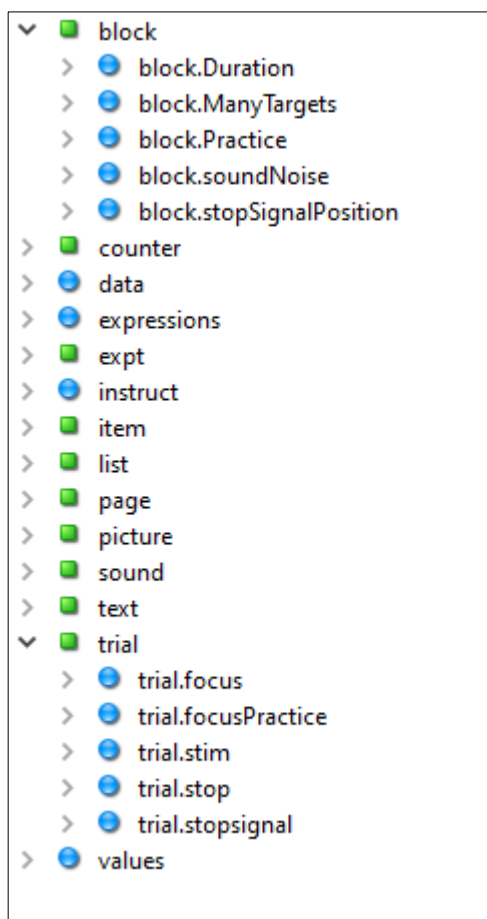 block
block.Duration
block.ManyTargets
block.Practice
block.soundNoise
block.stopSignalPosition
counter
data
expressions
expt
instruct
item
list
page
picture
sound
text
trial
trial.focus
trial.focusPractice
trial.stim
trial.stop
trial.stopsignal
values